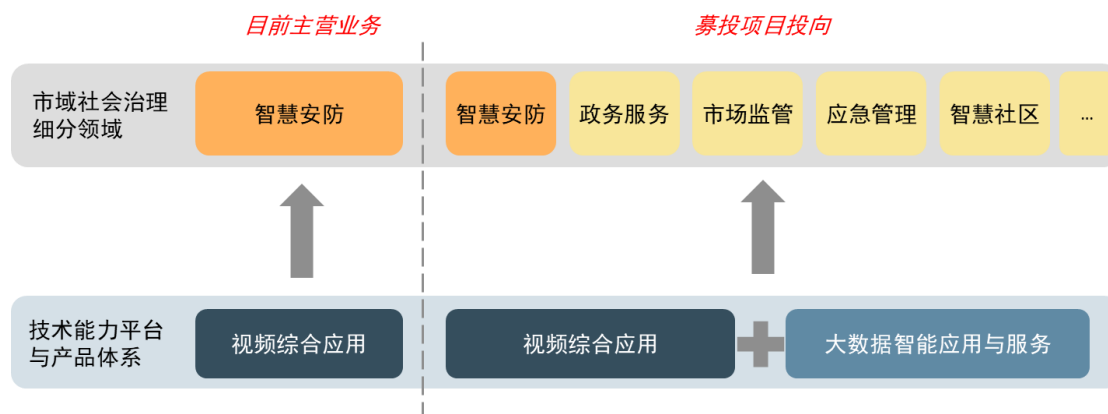 目前主营业务
募投项目投向
市域社会治理
细分领域
智慧安防
智慧安防
政务服务
市场监管
应急管理
智慧社区
...
技术能力平台
与产品体系
视频综合应用
视频综合应用
大数据智能应用与服务